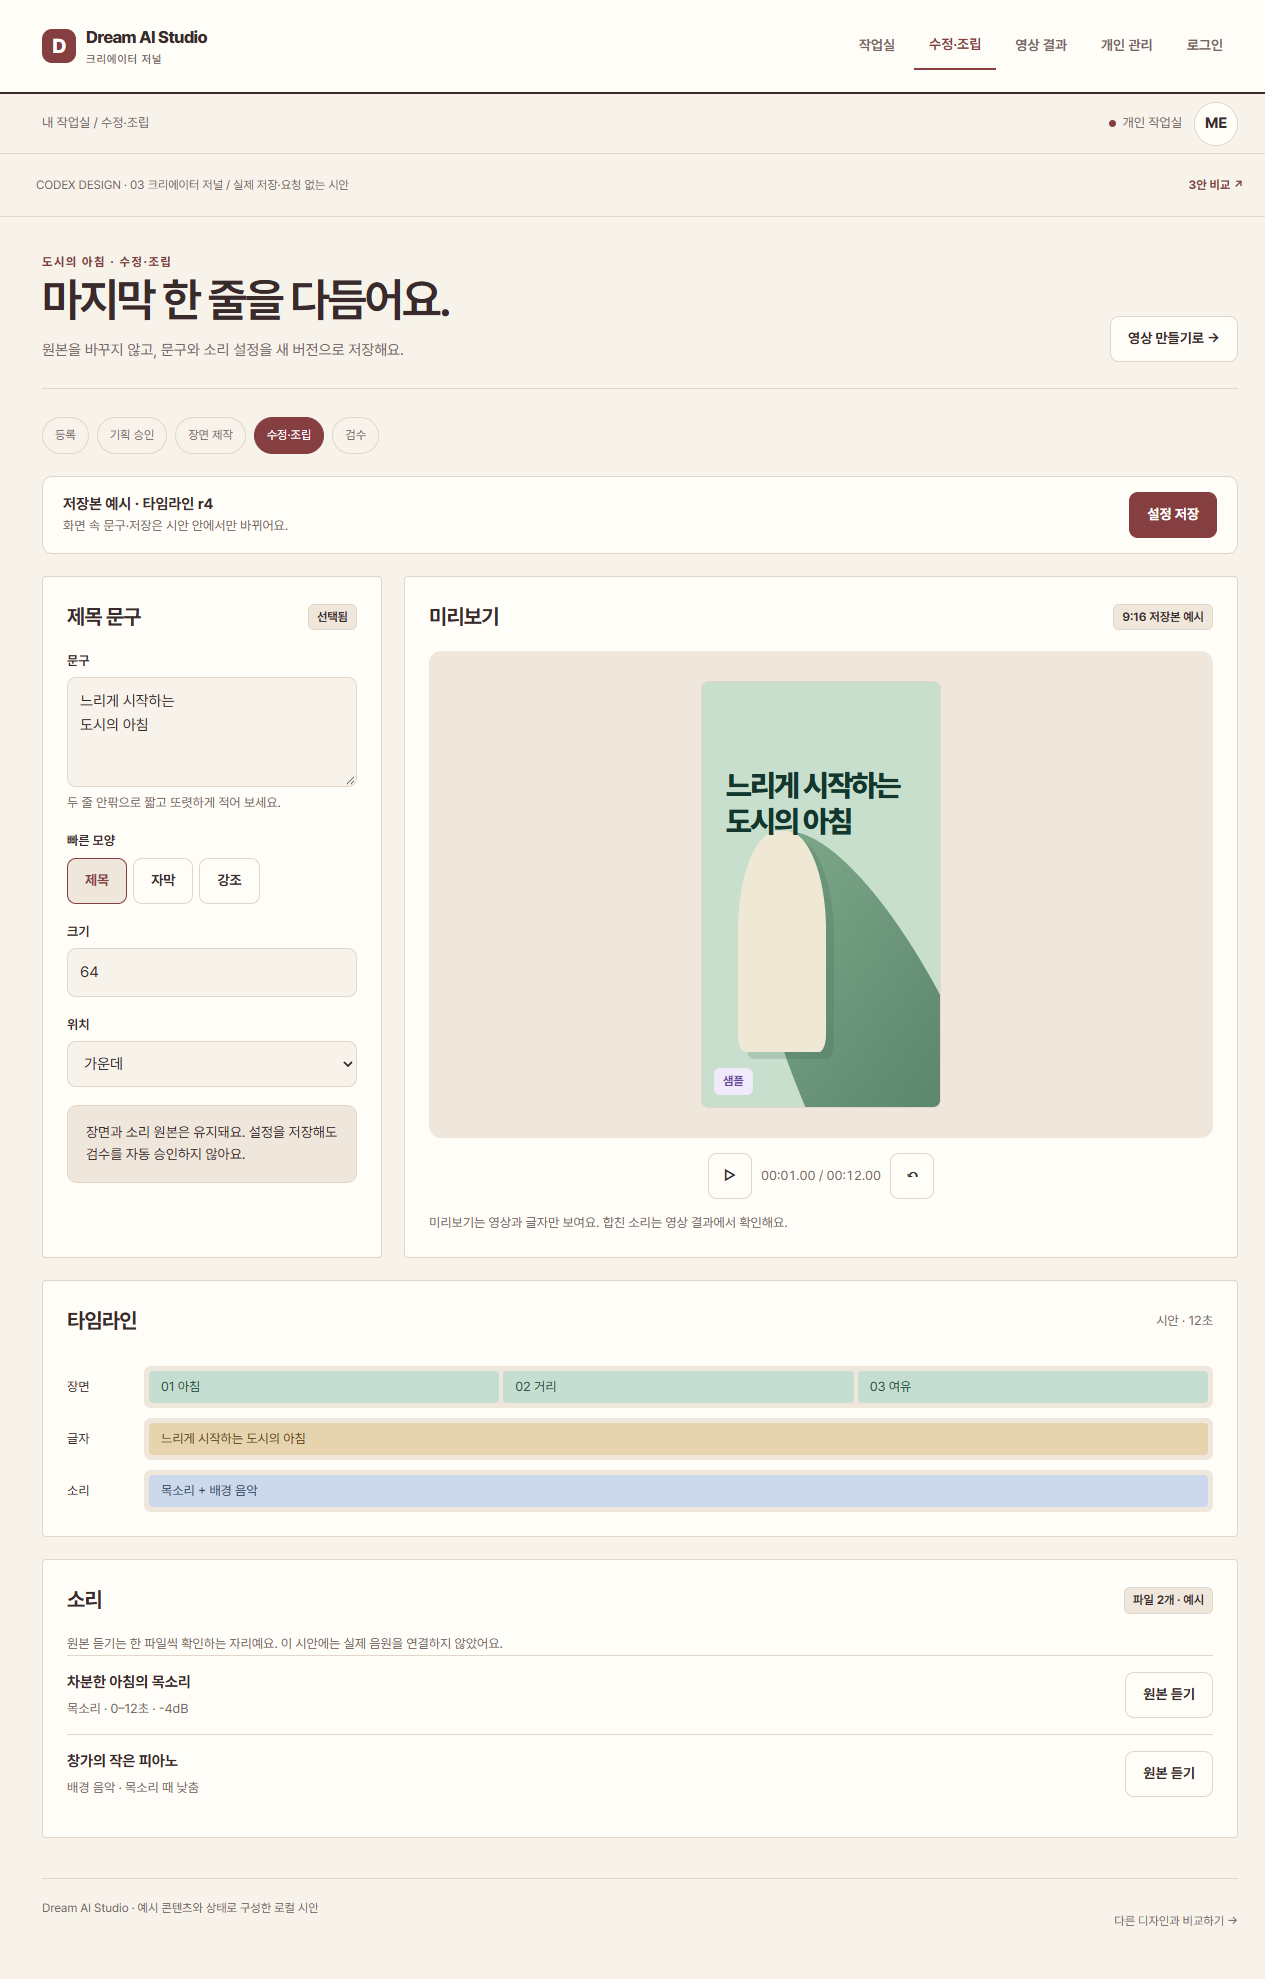 D
Dream AI Studio
크리에이터 저널
작업실
수정·조립
영상 결과
개인 관리
로그인
내 작업실 / 수정·조립
개인 작업실
ME
CODEX DESIGN · 03 크리에이터 저널 / 실제 저장·요청 없는 시안
3안 비교 ↗
도시의 아침 · 수정·조립
마지막 한 줄을 다듬어요.
원본을 바꾸지 않고, 문구와 소리 설정을 새 버전으로 저장해요.
영상 만들기로 →
등록
기획 승인
장면 제작
수정·조립
검수
저장본 예시 · 타임라인 r4
화면 속 문구·저장은 시안 안에서만 바뀌어요.
설정 저장
제목 문구
선택됨
문구
느리게 시작하는
도시의 아침
두 줄 안팎으로 짧고 또렷하게 적어 보세요.
빠른 모양
제목
자막
강조
크기
64
위치
가운데
장면과 소리 원본은 유지돼요. 설정을 저장해도
검수를 자동 승인하지 않아요.
미리보기
9:16 저장본 예시
느리게 시작하는
도시의 아침
샘플
00:01.00 / 00:12.00
미리보기는 영상과 글자만 보여요. 합친 소리는 영상 결과에서 확인해요.
타임라인
시안 · 12초
장면
01 아침
02 거리
03 여유
글자
느리게 시작하는 도시의 아침
소리
목소리 + 배경 음악
소리
파일 2개 · 예시
원본 듣기는 한 파일씩 확인하는 자리예요. 이 시안에는 실제 음원을 연결하지 않았어요.
차분한 아침의 목소리
목소리 · 0–12초 · -4dB
원본 듣기
창가의 작은 피아노
배경 음악 · 목소리 때 낮춤
원본 듣기
Dream AI Studio · 예시 콘텐츠와 상태로 구성한 로컬 시안
다른 디자인과 비교하기 →